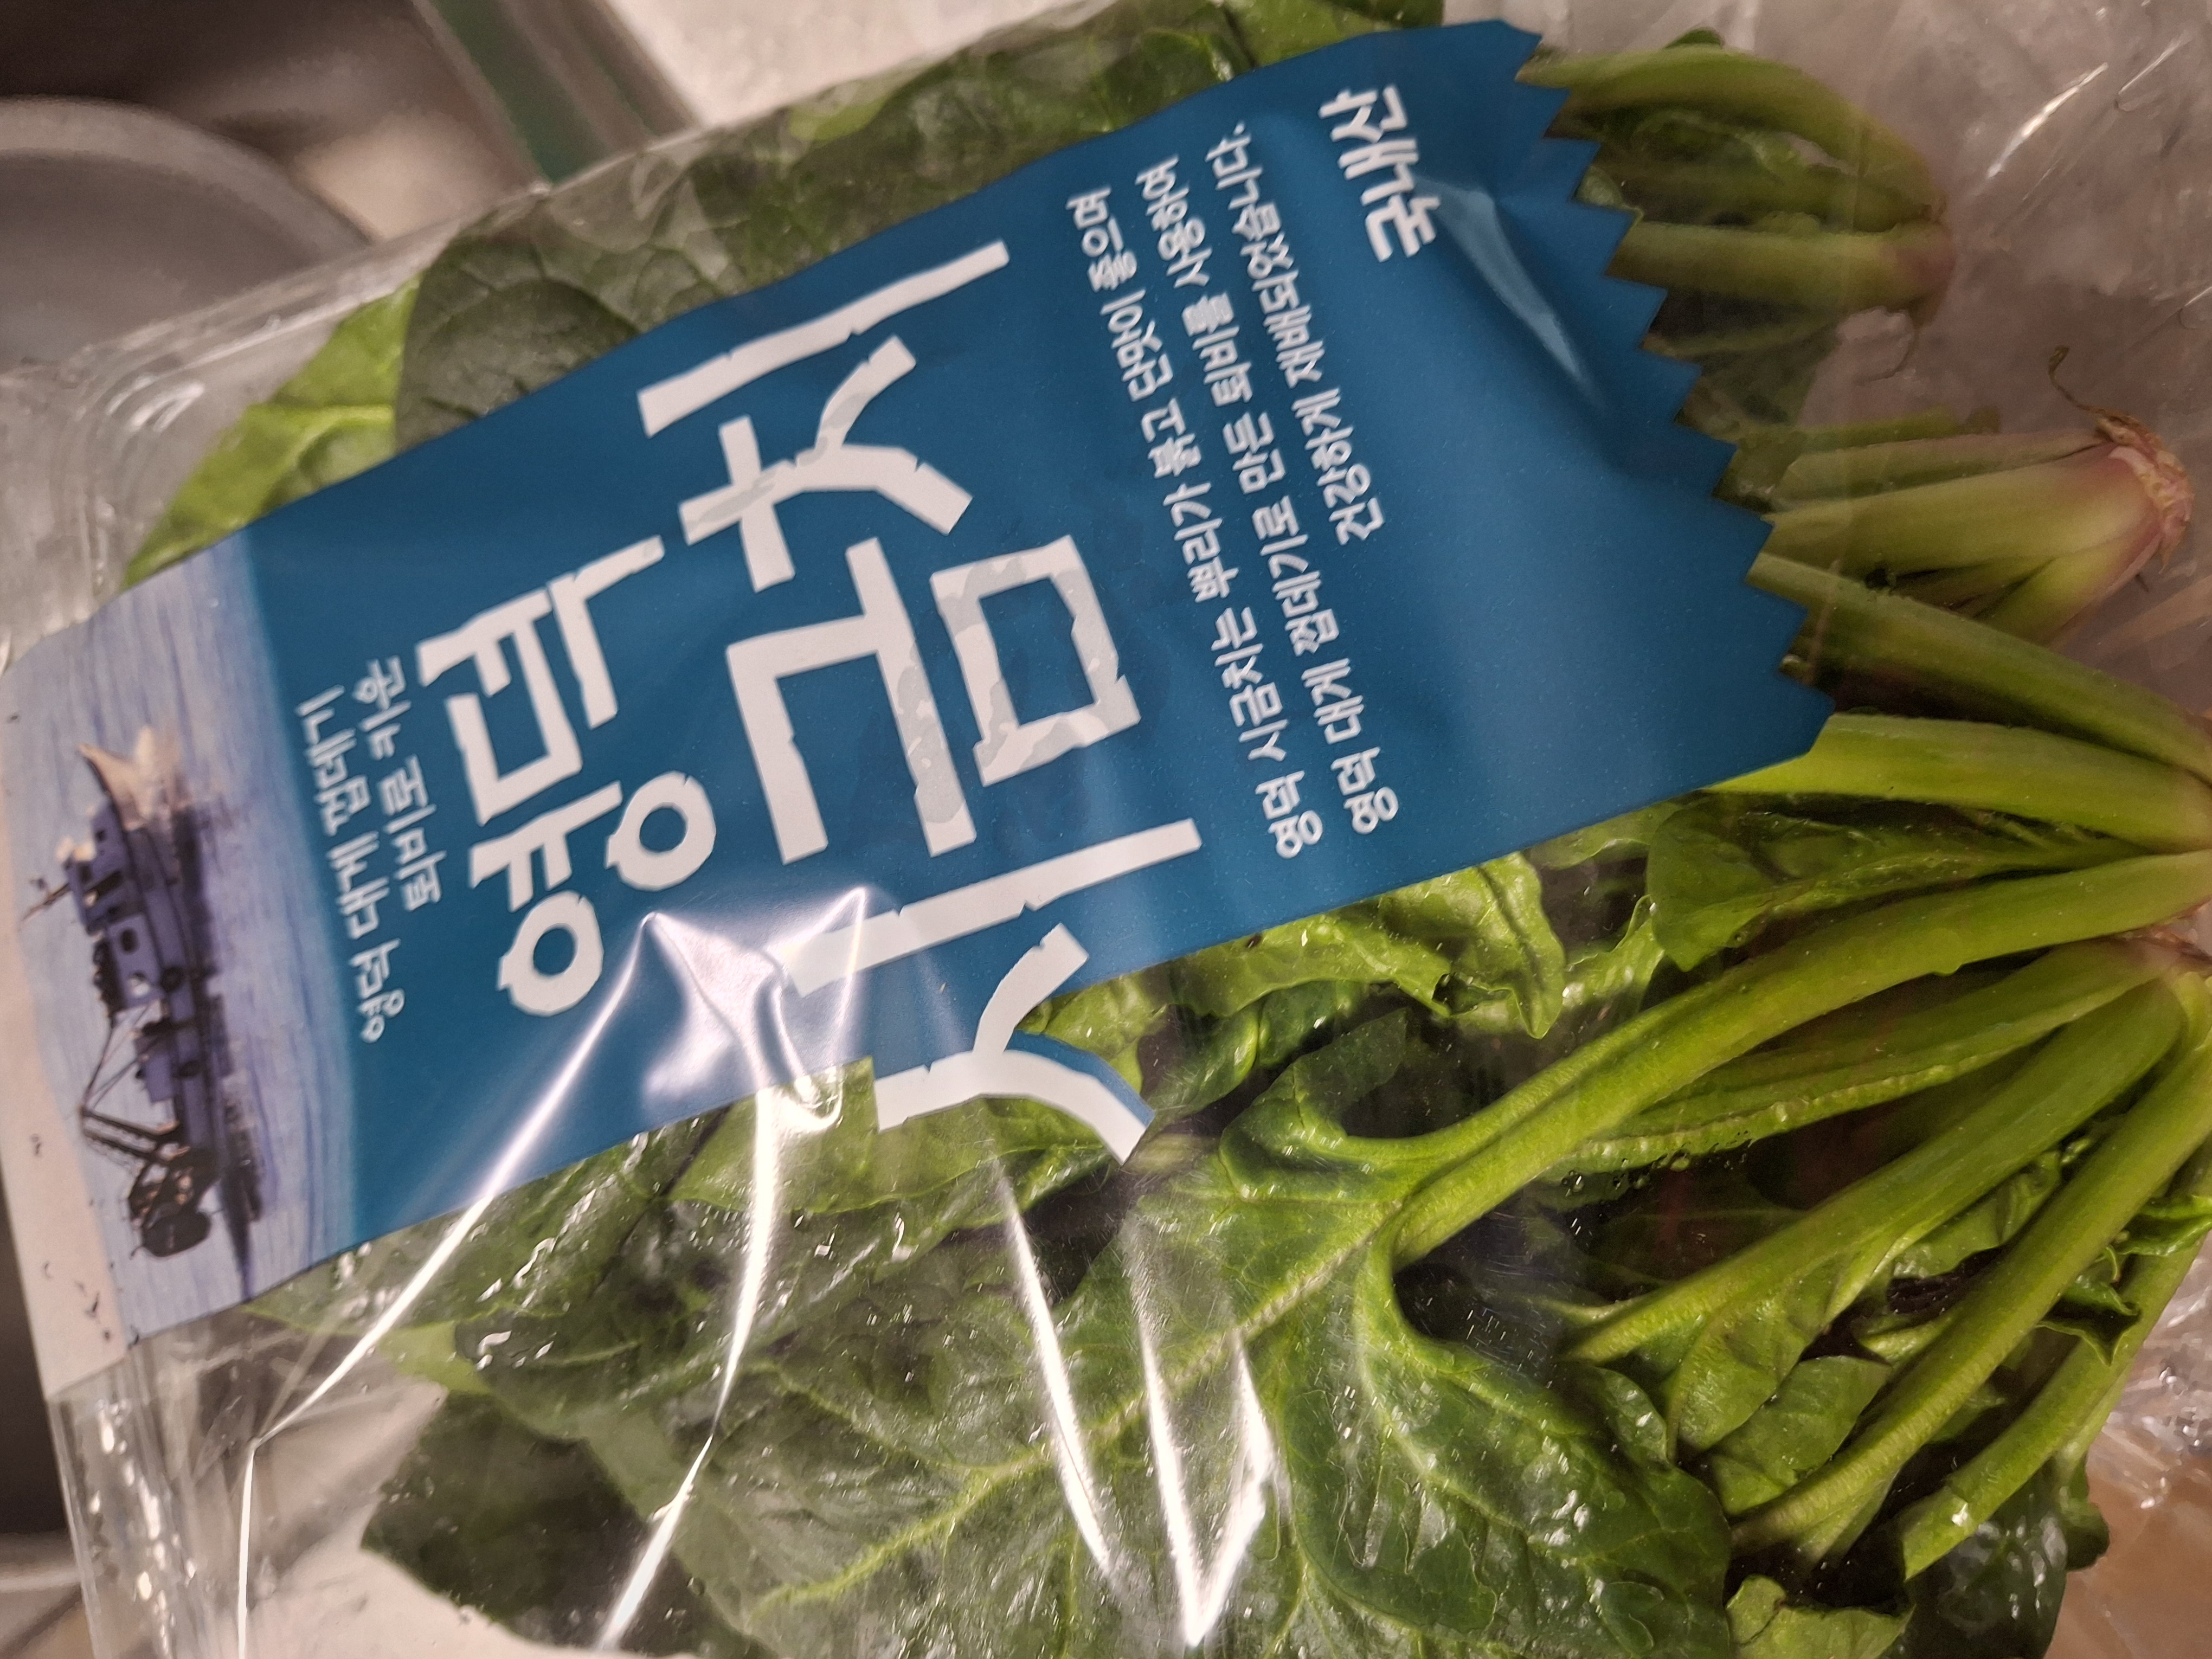 영덕 대게 껍데기
퇴비로 키운
영덕
시금치
영덕 시금치는 뿌리가 붉고 단맛이 좋으며
영덕 대게 껍데기로 만든 퇴비를 사용하여
건강하게 재배되었습니다.
국내산